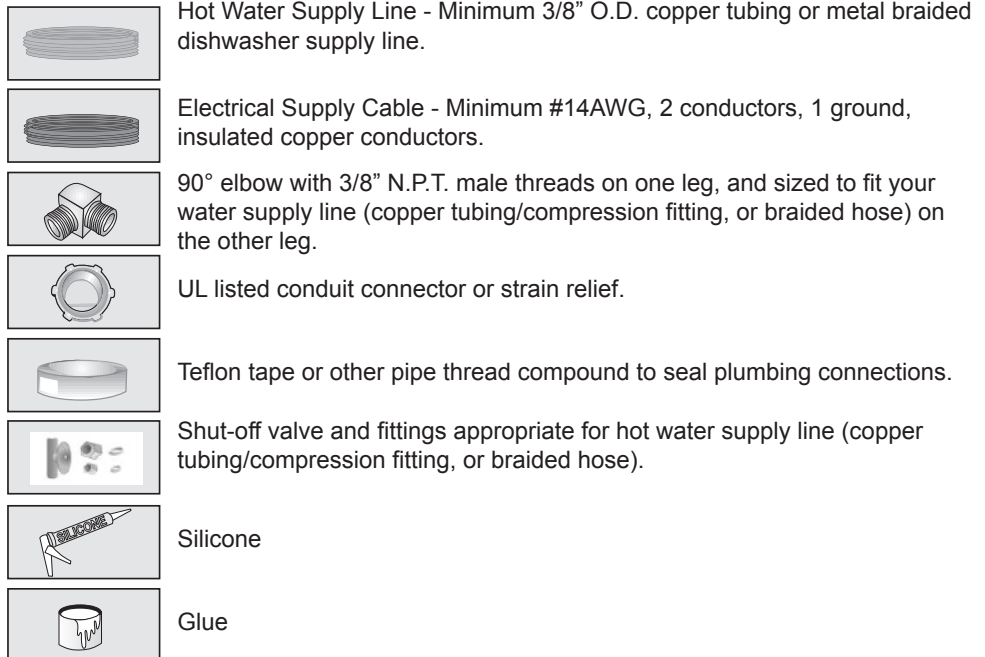 Hot Water Supply Line - Minimum 3/8” O.D. copper tubing or metal braided
dishwasher supply line.
Electrical Supply Cable - Minimum #14AWG, 2 conductors, 1 ground,
insulated copper conductors.
90° elbow with 3/8” N.P.T. male threads on one leg, and sized to fit your
water supply line (copper tubing/compression fitting, or braided hose) on
the other leg.
UL listed conduit connector or strain relief.
Teflon tape or other pipe thread compound to seal plumbing connections.
Shut-off valve and fittings appropriate for hot water supply line (copper
tubing/compression fitting, or braided hose).
SILICONE
Silicone
Glue